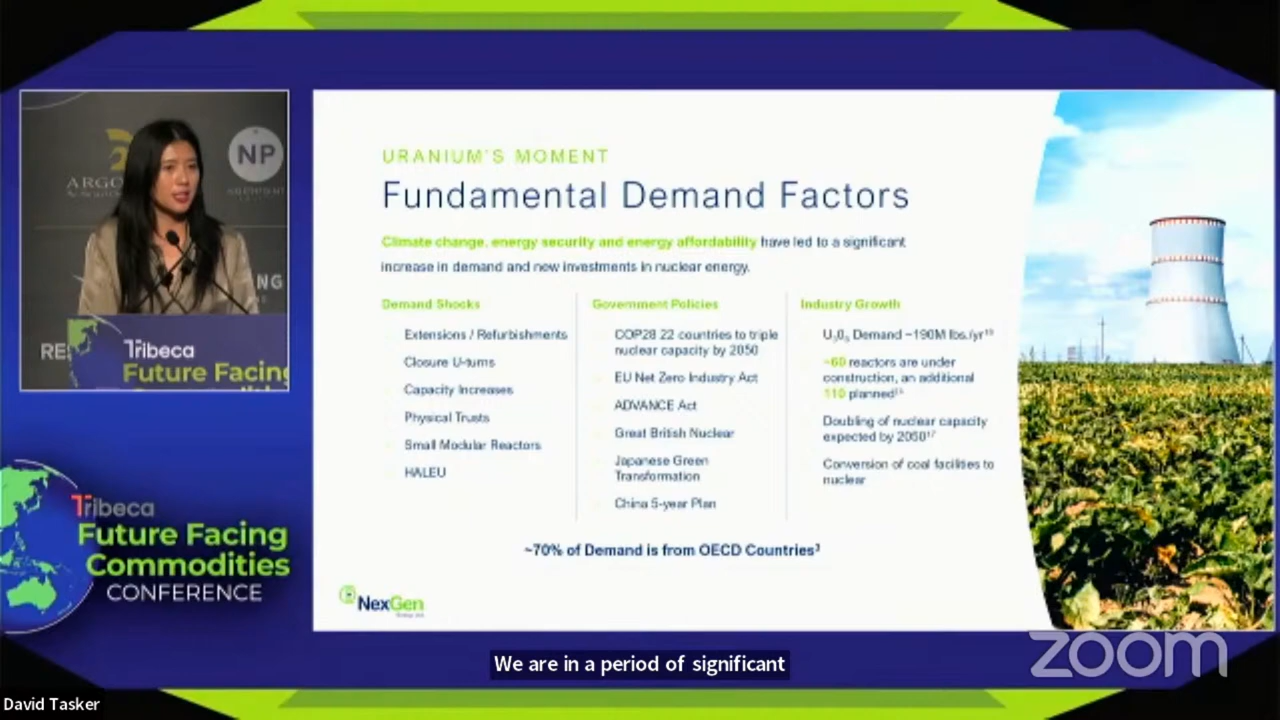 NP
ARGO
NG
RE
Tribeca
Future Facing
URANIUM'S MOMENT
Fundamental Demand Factors
Climate change, energy security and energy affordability have led to a significant
increase in demand and new investments in nuclear energy.
Demand Shocks
Extensions / Refurbishments
Closure U-turns
Capacity Increases
Physical Trusts
Small Modular Reactors
HALEU
Government Policies
COP28 22 countries to triple
nuclear capacity by 2050
EU Net Zero Industry Act
ADVANCE Act
Great British Nuclear
Japanese Green
Transformation
China 5-year Plan
Industry Growth
U₃0₈ Demand ~190M lbs./yr
~60 reactors are under
construction, an additional
110 planned
Doubling of nuclear capacity
expected by 2050¹⁷
Conversion of coal facilities to
nuclear
~70% of Demand is from OECD Countries³
NexGen
Tribeca
Future Facing
Commodities
CONFERENCE
We are in a period of significant
zoom
David Tasker